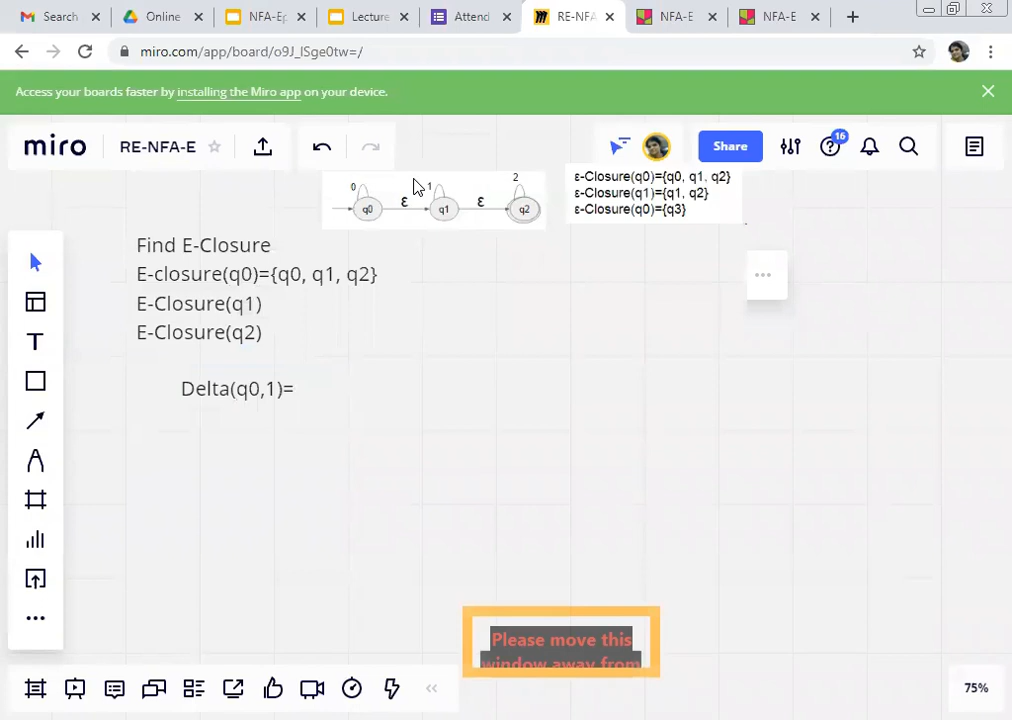 Search
Online
NFA-Ep
Lecture
Attend
RE-NFA
NFA-E
NFA-E
miro.com/app/board/o9J_lSge0tw=/
Access your boards faster by installing the Miro app on your device.
miro
RE-NFA-E
Share
16
0
1
2
ε
ε
q0
q1
q2
ε-Closure(q0)={q0, q1, q2}
ε-Closure(q1)={q1, q2}
ε-Closure(q0)={q3}
Find E-Closure
E-closure(q0)={q0, q1, q2}
E-Closure(q1)
E-Closure(q2)
Delta(q0,1)=
Please move this
window away from
75%